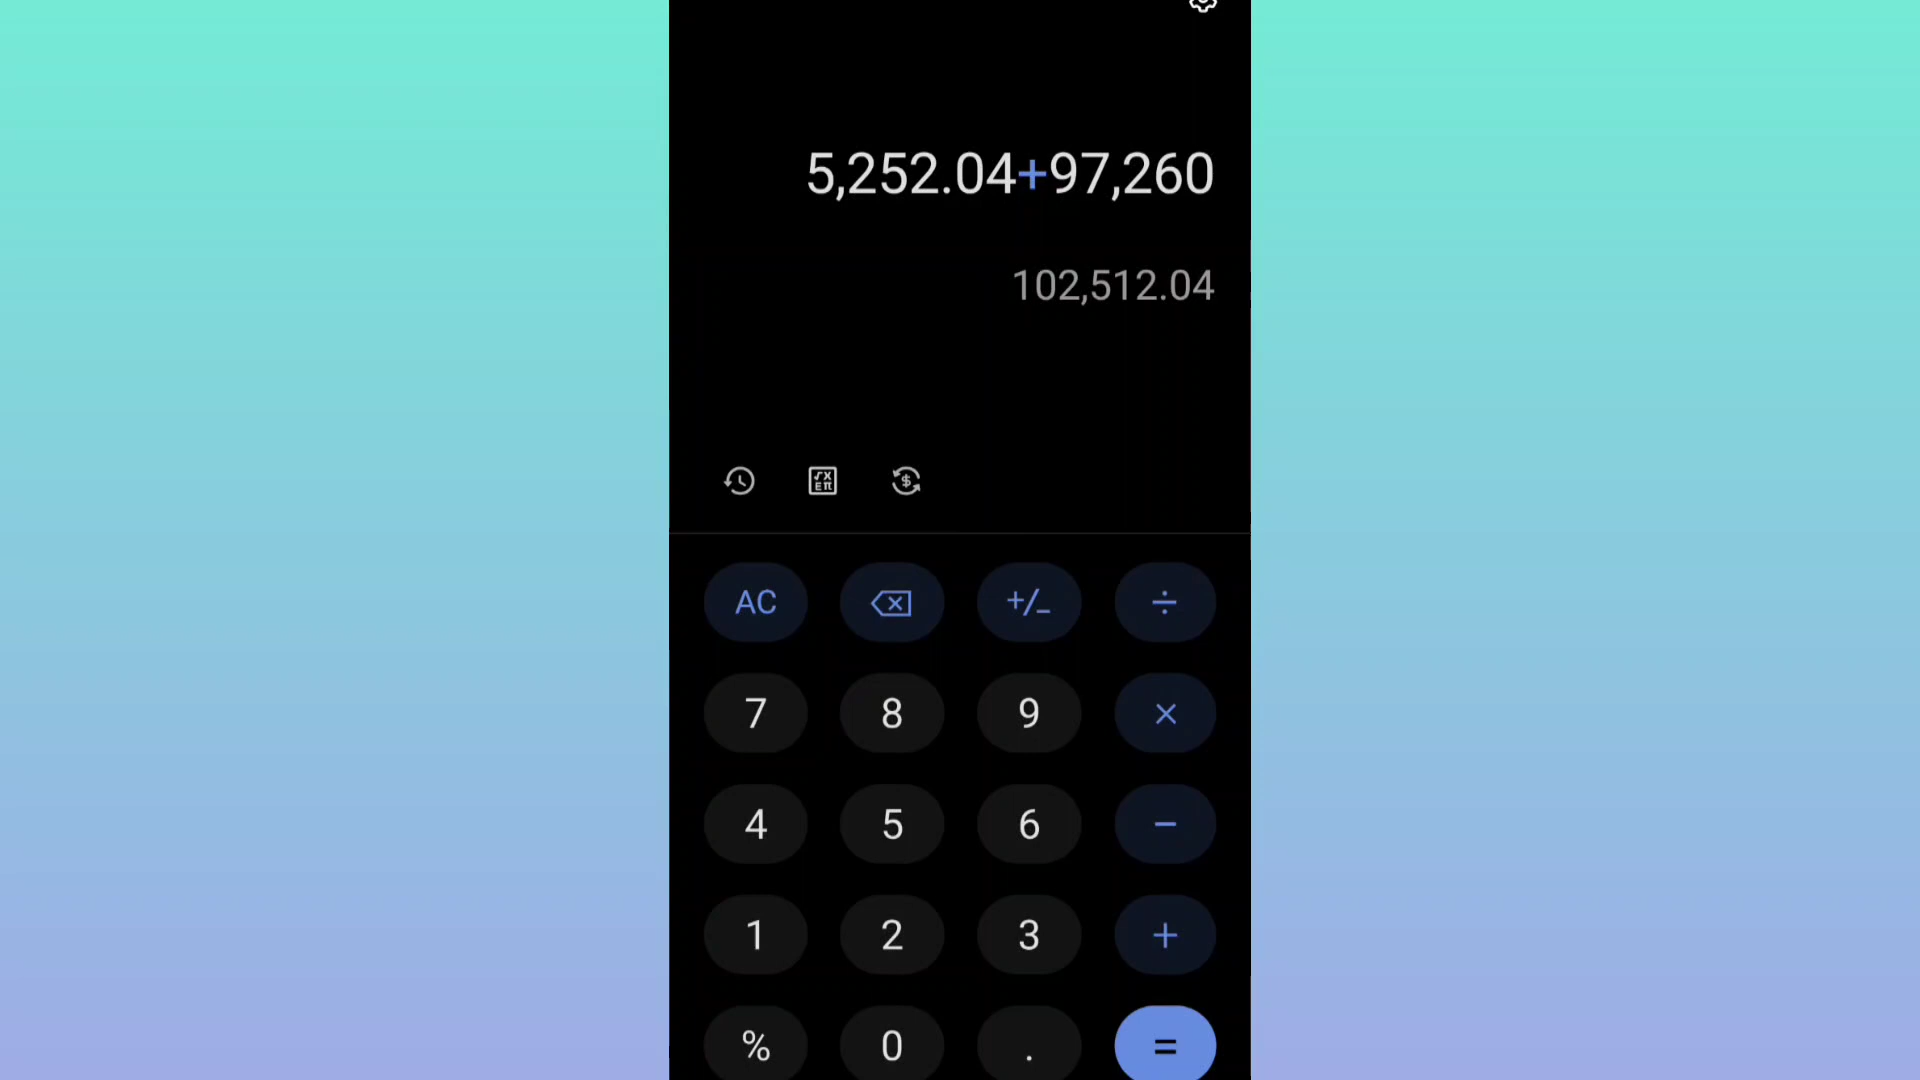 5,252.04+97,260
102,512.04
√X
Eπ
$
AC +/− ÷
7 8 9 ×
4 5 6 −
1 2 3 +
% 0 . =